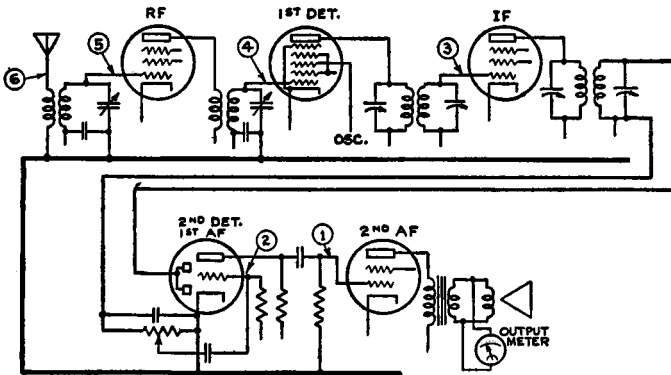 RF
1ST DET.
IF
5
4
3
6
OSC.
2ND DET.
1ST AF
2
1
2ND AF
OUTPUT
METER